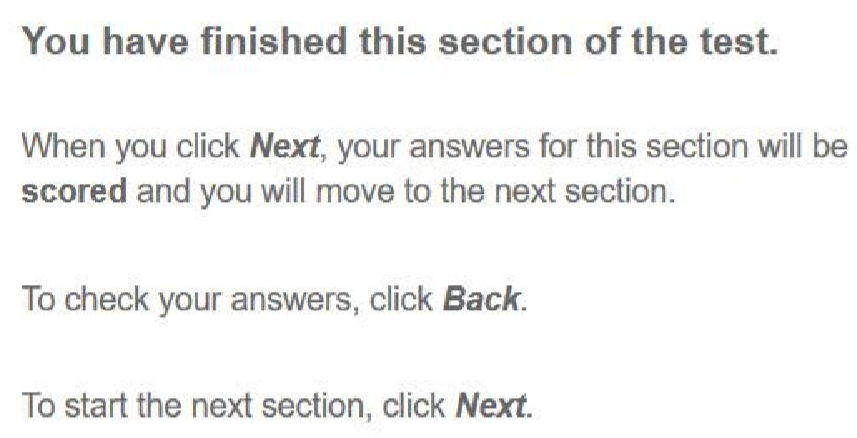 You have finished this section of the test.
When you click Next, your answers for this section will be
scored and you will move to the next section.
To check your answers, click Back.
To start the next section, click Next.